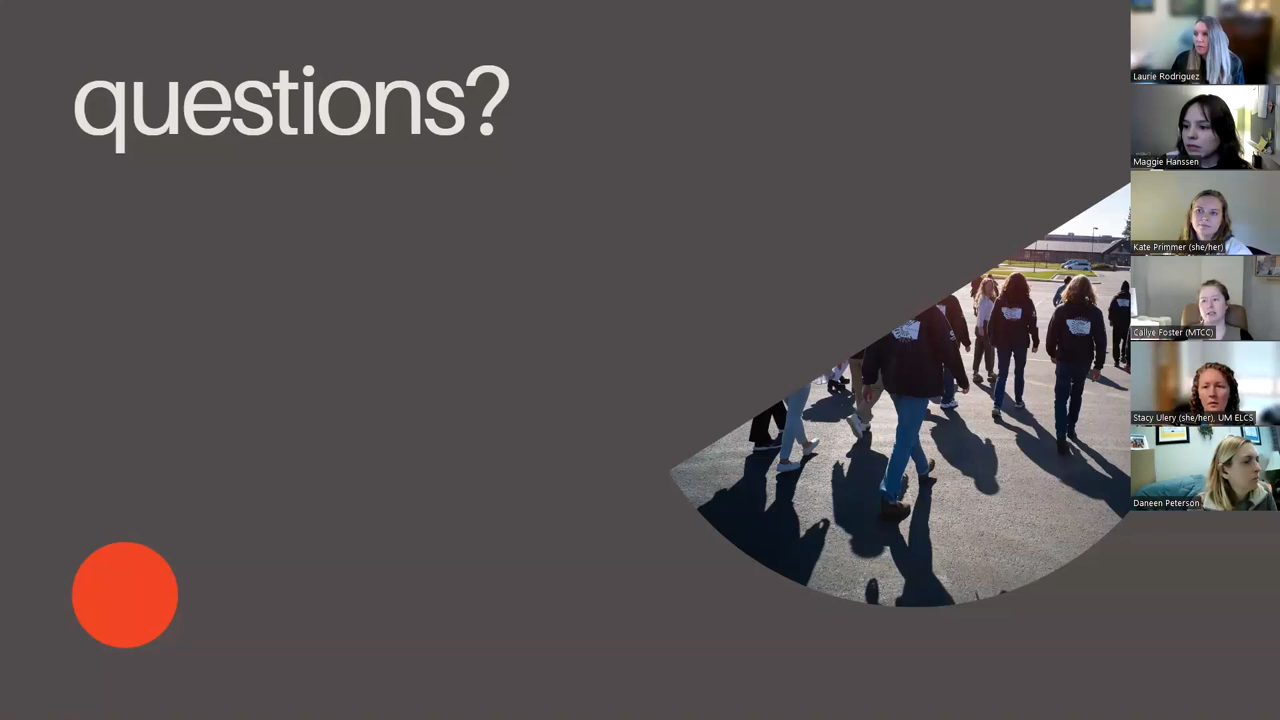 questions?
Laurie Rodriguez
Maggie Hanssen
Kate Primmer (she/her)
Callye Foster (MTCC)
Stacy Ulery (she/her), UM ELCS
Daneen Peterson